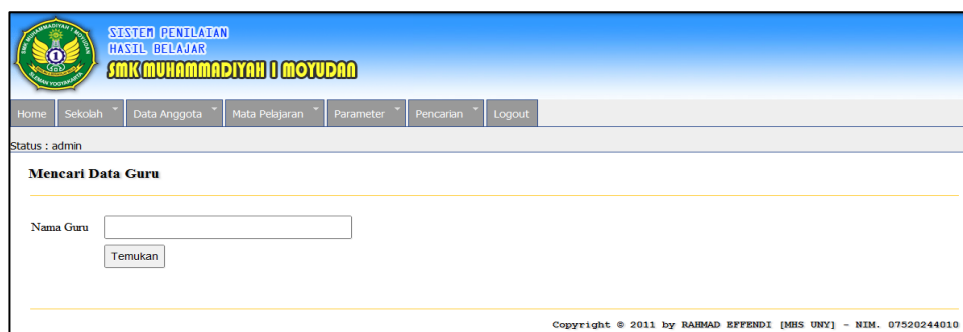 SISTEM PENILAIAN
HASIL BELAJAR
SMK MUHAMMADIYAH 1 MOYUDAN
Home Sekolah Data Anggota Mata Pelajaran Parameter Pencarian Logout
Status : admin
Mencari Data Guru
Nama Guru
Temukan
Copyright © 2011 by RAHMAD EFFENDI [MHS UNY] - NIM. 07520244010